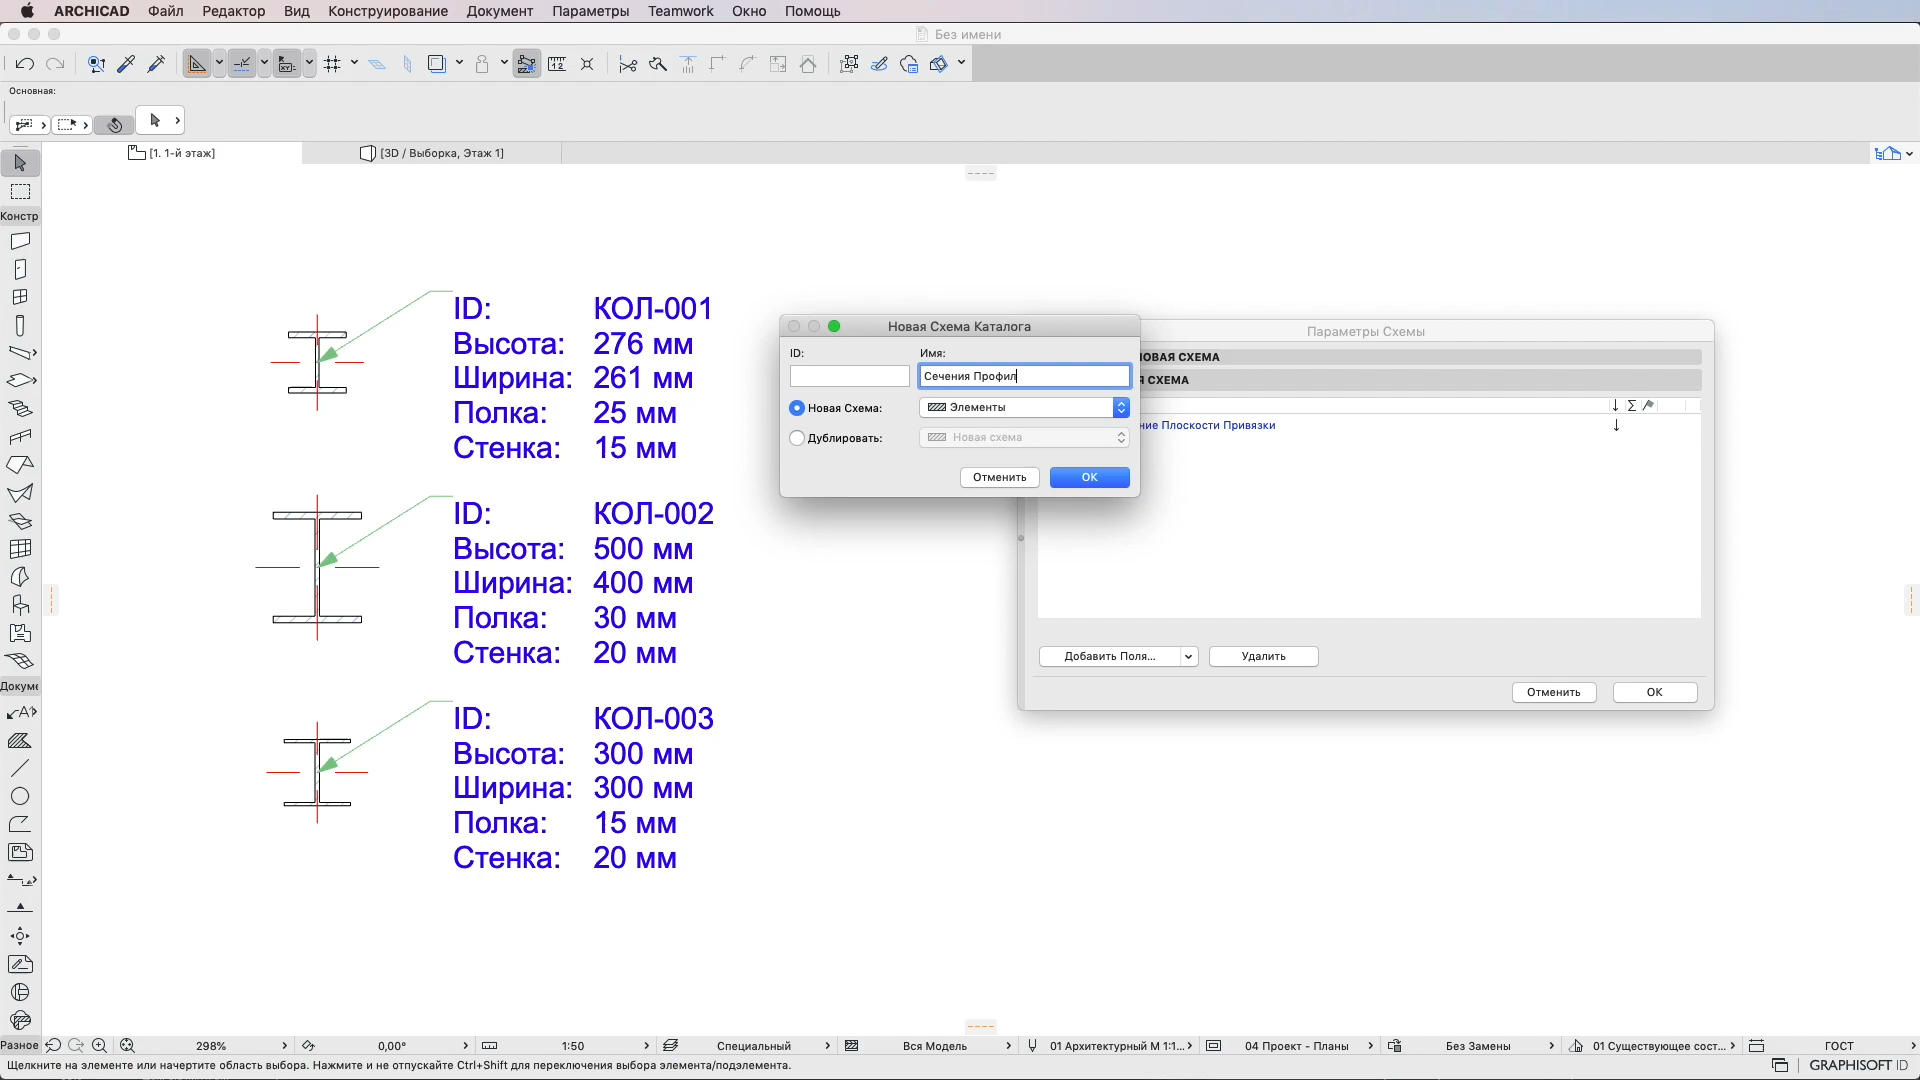 ARCHICAD Файл Редактор Вид Конструирование Документ Параметры Teamwork Окно Помощь
Без имени
Основная:
[1. 1-й этаж]
[3D / Выборка, Этаж 1]
Констр
ID: КОЛ-001
Высота: 276 мм
Ширина: 261 мм
Полка: 25 мм
Стенка: 15 мм
ID: КОЛ-002
Высота: 500 мм
Ширина: 400 мм
Полка: 30 мм
Стенка: 20 мм
ID: КОЛ-003
Высота: 300 мм
Ширина: 300 мм
Полка: 15 мм
Стенка: 20 мм
Новая Схема Каталога
ID: Имя:
Сечения Профил
Новая Схема: Элементы
Дублировать: Новая схема
Отменить OK
Параметры Схемы
ОВАЯ СХЕМА
Я СХЕМА
ние Плоскости Привязки
Добавить Поля... Удалить
Отменить OK
Докуме
Разное
298% 0,00° 1:50 Специальный Вся Модель 01 Архитектурный М 1:1... 04 Проект - Планы Без Замены 01 Существующее сост... ГОСТ
Щелкните на элементе или начертите область выбора. Нажмите и не отпускайте Ctrl+Shift для переключения выбора элемента/подэлемента.
GRAPHISOFT ID